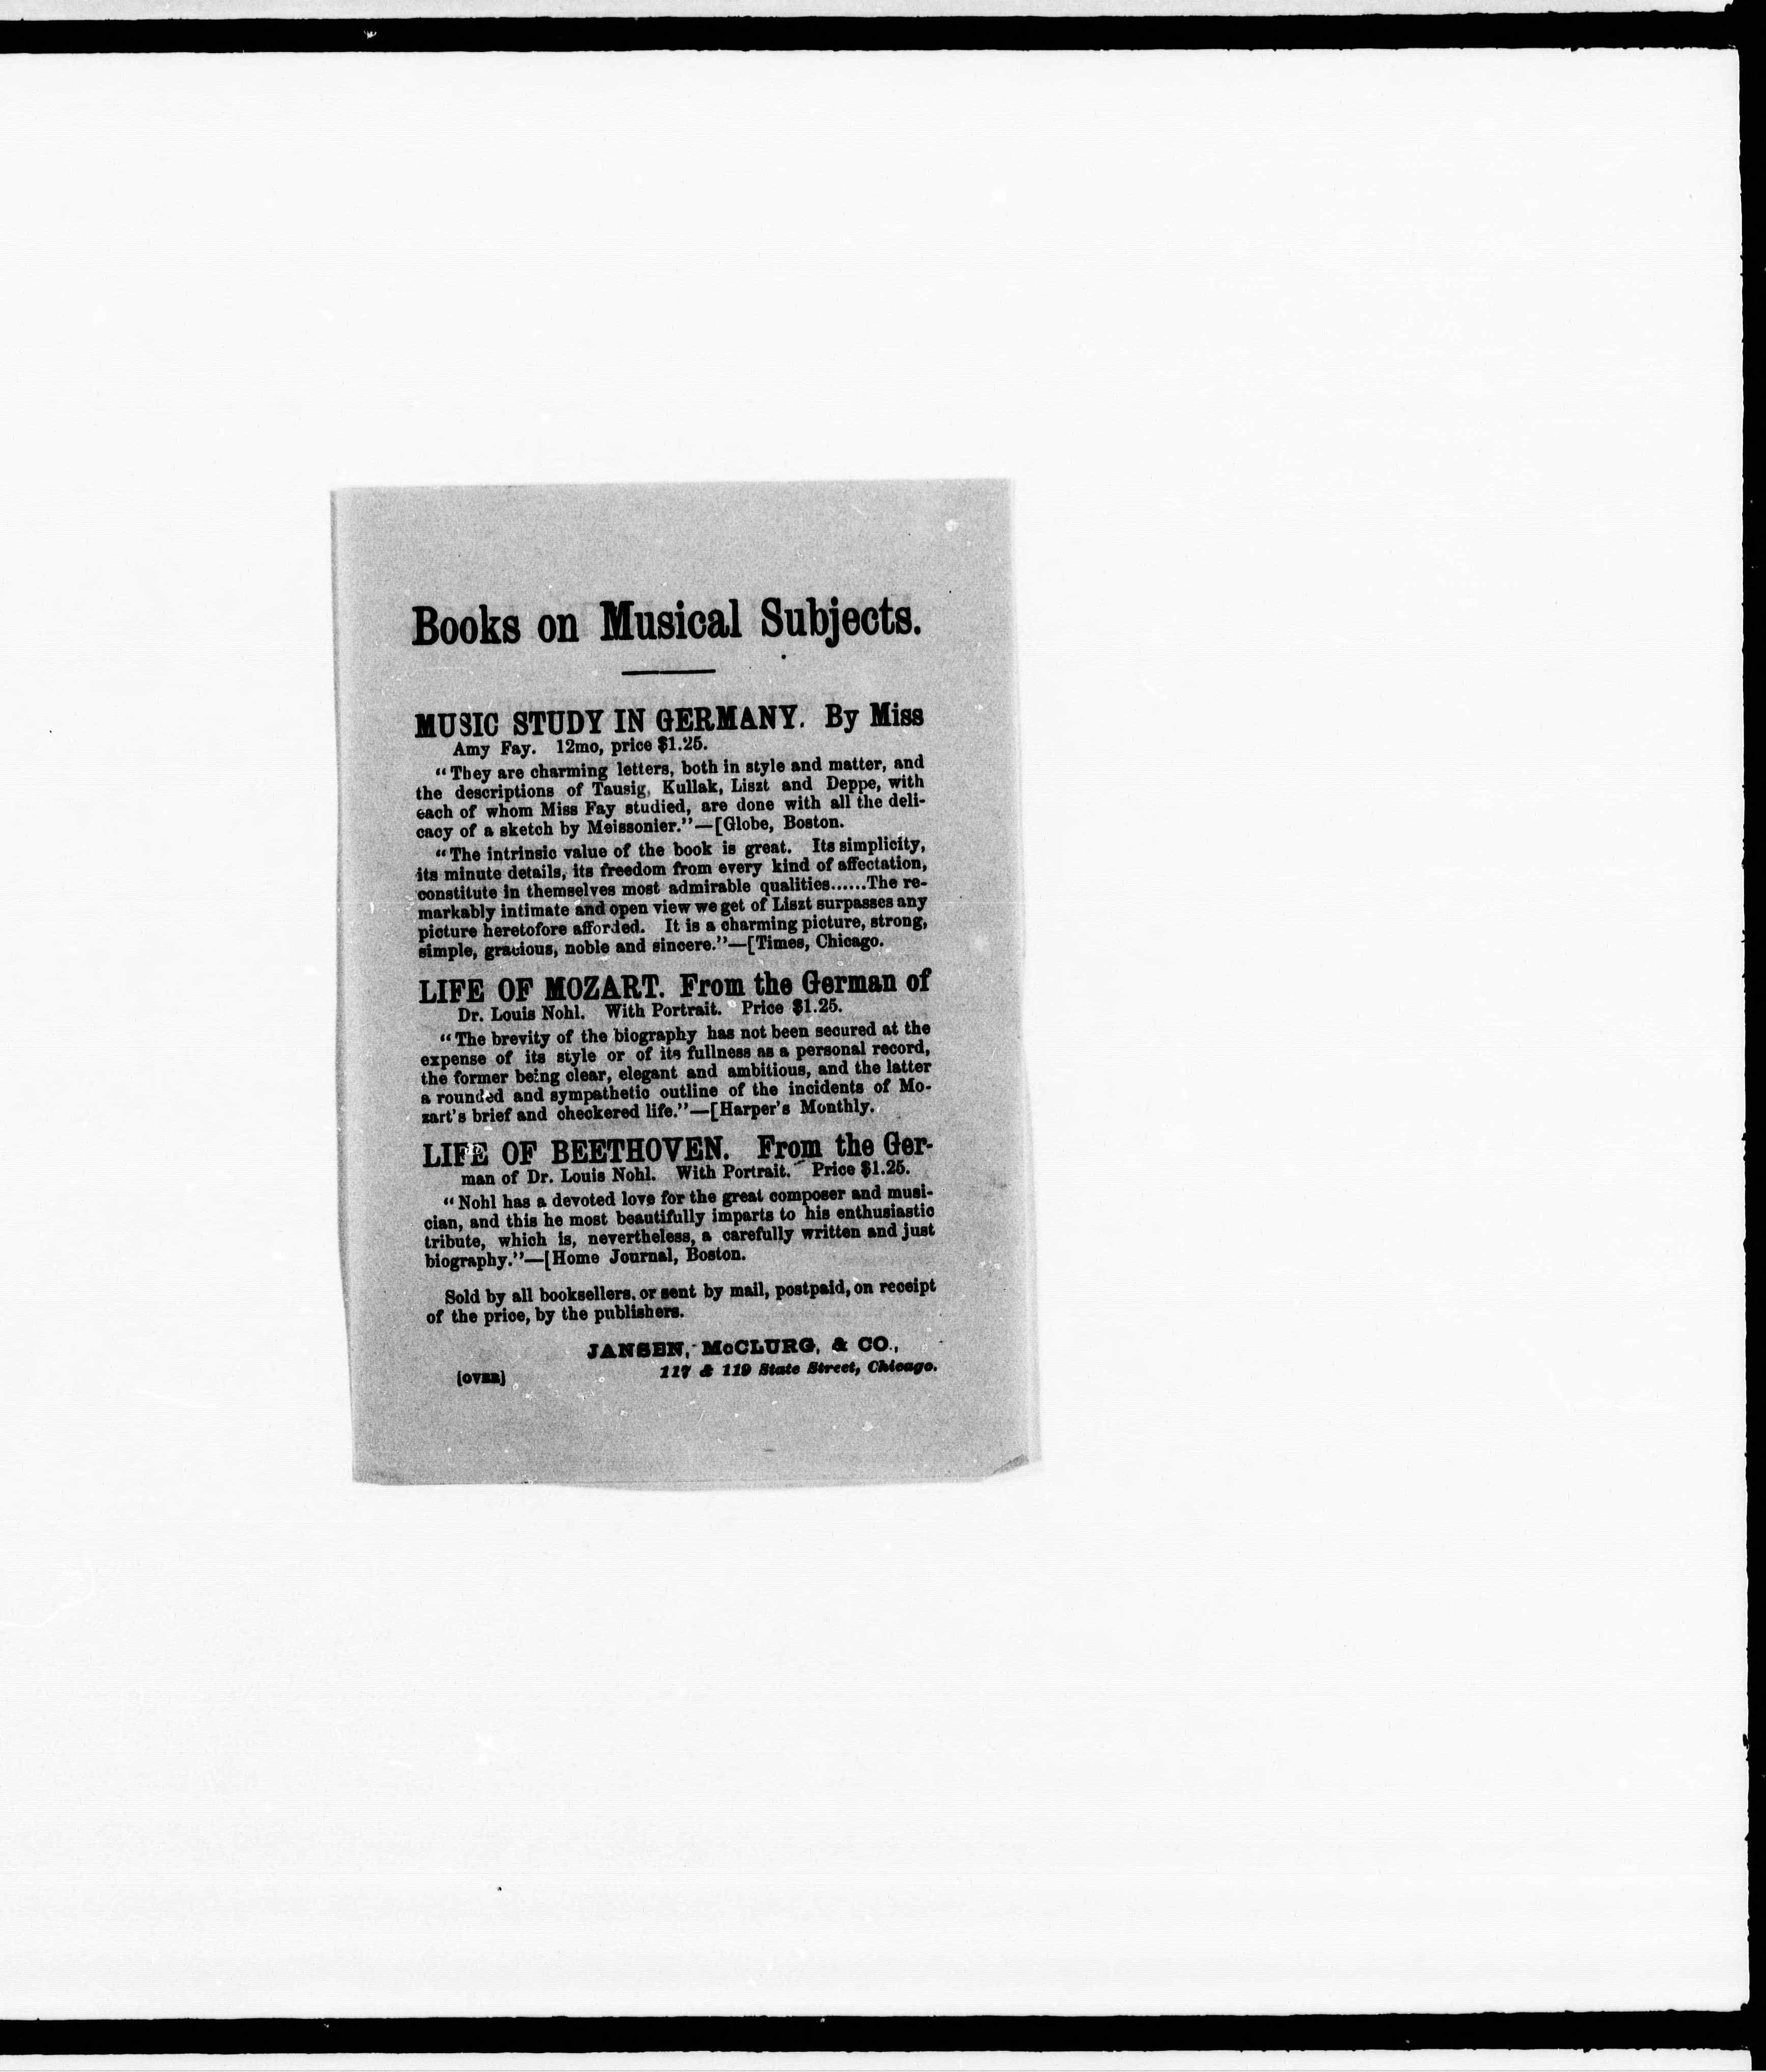 Books on Musical Subjects.
MUSIC STUDY IN GERMANY. By Miss
Amy Fay. 12mo, price $1.25.
"They are charming letters, both in style and matter, and
the descriptions of Tausig, Kullak, Liszt and Deppe, with
each of whom Miss Fay studied, are done with all the deli-
cacy of a sketch by Meissonier."—[Globe, Boston.
"The intrinsic value of the book is great. Its simplicity,
its minute details, its freedom from every kind of affectation,
constitute in themselves most admirable qualities......The re-
markably intimate and open view we get of Liszt surpasses any
picture heretofore afforded. It is a charming picture, strong,
simple, gracious, noble and sincere."—[Times, Chicago.
LIFE OF MOZART. From the German of
Dr. Louis Nohl. With Portrait. Price $1.25.
"The brevity of the biography has not been secured at the
expense of its style or of its fullness as a personal record,
the former being clear, elegant and ambitious, and the latter
a rounded and sympathetic outline of the incidents of Mo-
zart's brief and checkered life."—[Harper's Monthly.
LIFE OF BEETHOVEN. From the Ger-
man of Dr. Louis Nohl. With Portrait. Price $1.25.
"Nohl has a devoted love for the great composer and musi-
cian, and this he most beautifully imparts to his enthusiastic
tribute, which is, nevertheless, a carefully written and just
biography."—[Home Journal, Boston.
Sold by all booksellers, or sent by mail, postpaid, on receipt
of the price, by the publishers.
JANSEN, McCLURG, & CO.,
117 & 119 State Street, Chicago.
[OVER]